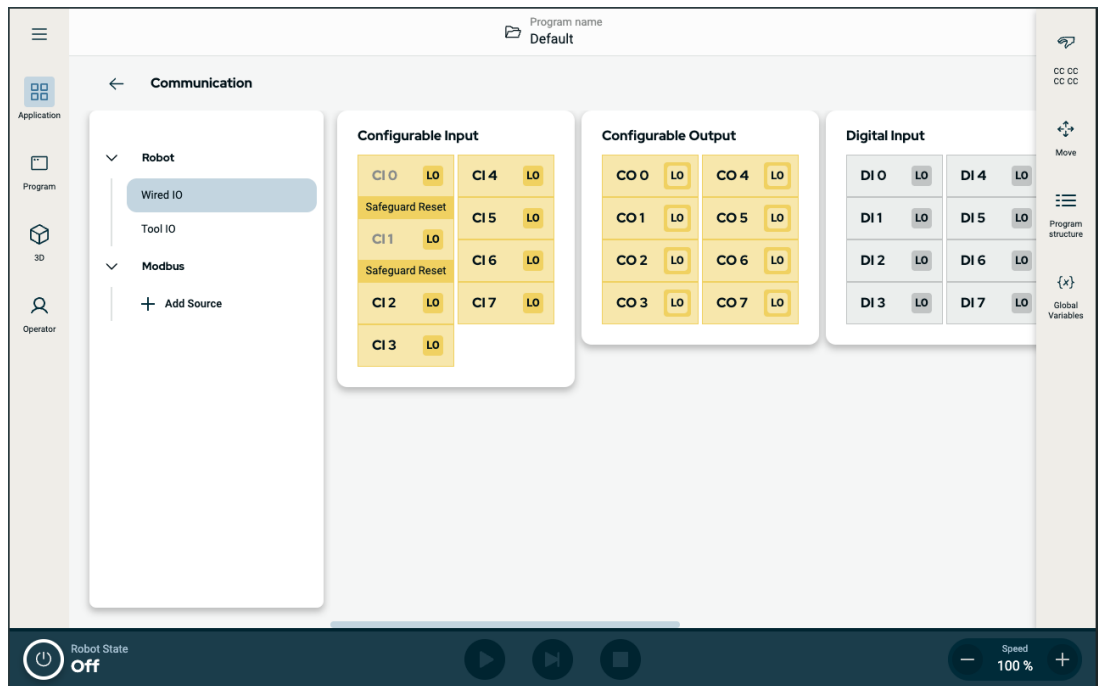 Program name
Default
Application
Program
3D
Operator
Communication
Robot
Wired IO
Tool IO
Modbus
Add Source
Configurable Input
CI 0 LO CI 4 LO
Safeguard Reset
CI 5 LO
CI 1 LO
CI 6 LO
Safeguard Reset
CI 2 LO CI 7 LO
CI 3 LO
Configurable Output
CO 0 LO CO 4 LO
CO 1 LO CO 5 LO
CO 2 LO CO 6 LO
CO 3 LO CO 7 LO
Digital Input
DI 0 LO DI 4 LO
DI 1 LO DI 5 LO
DI 2 LO DI 6 LO
DI 3 LO DI 7 LO
CC CC
CC CC
Move
Program
structure
{x}
Global
Variables
Robot State
Off
Speed
100 %